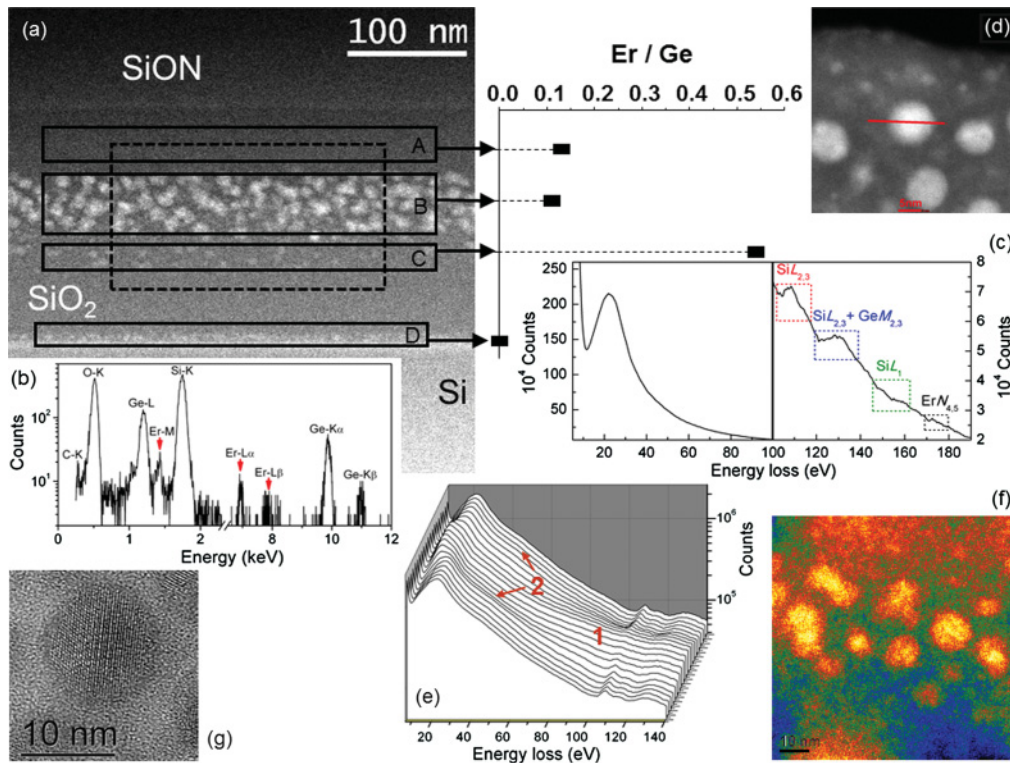 (a)
100 nm
SiON
A
B
C
SiO2
D
Si
Er / Ge
0.0 0.1 0.2 0.3 0.4 0.5 0.6
(d)
(c)
250
200
150
100
50
10⁴ Counts
20 40 60 80 100 120 140 160 180
Energy loss (eV)
SiL2,3
SiL2,3 + GeM2,3
SiL1
ErN4,5
8
7
6
5
4
3
2
10⁴ Counts
(b)
Counts
10²
10¹
C-K
O-K
Ge-L
Er-M
Si-K
Er-Lα
Er-Lβ
Ge-Kα
Ge-Kβ
0 1 2 8 10 12
Energy (keV)
(e)
2
1
10⁶
10⁵
Counts
20 40 60 80 100 120 140
Energy loss (eV)
(f)
10 nm
10 nm
(g)